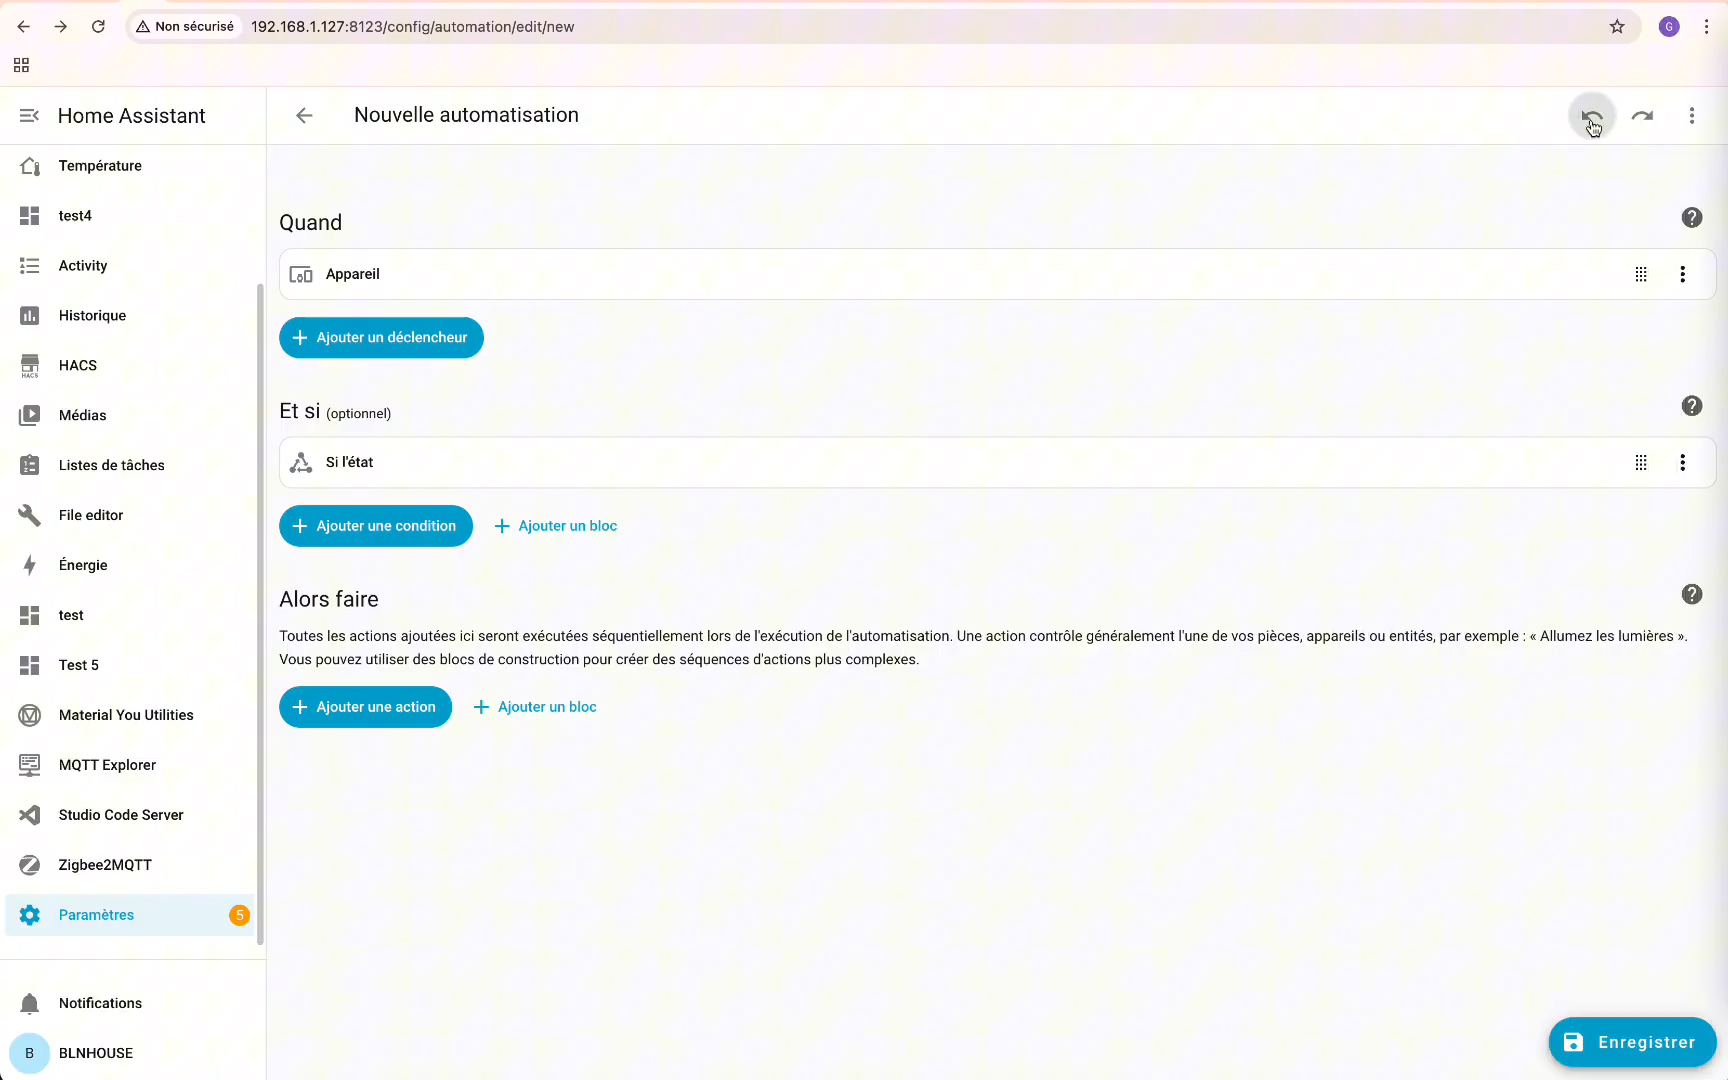 Non sécurisé
192.168.1.127:8123/config/automation/edit/new
G
Home Assistant
Nouvelle automatisation
Température
test4
Activity
Historique
HACS
HACS
Médias
Listes de tâches
File editor
Énergie
test
Test 5
Material You Utilities
MQTT Explorer
Studio Code Server
Zigbee2MQTT
Paramètres
5
Notifications
B
BLNHOUSE
Quand
Appareil
Ajouter un déclencheur
Et si (optionnel)
Si l'état
Ajouter une condition
Ajouter un bloc
Alors faire
Toutes les actions ajoutées ici seront exécutées séquentiellement lors de l'exécution de l'automatisation. Une action contrôle généralement l'une de vos pièces, appareils ou entités, par exemple : « Allumez les lumières ».
Vous pouvez utiliser des blocs de construction pour créer des séquences d'actions plus complexes.
Ajouter une action
Ajouter un bloc
Enregistrer